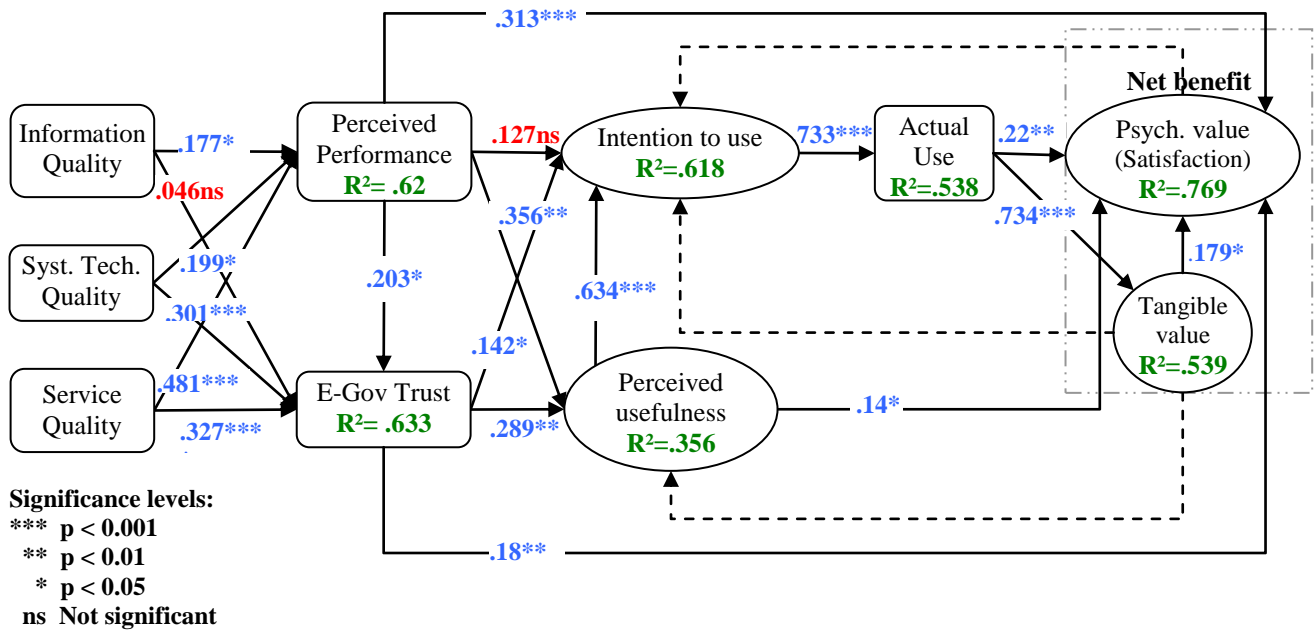 .313***
Net benefit
Information
Quality
.177*
.046ns
Perceived
Performance
R²= .62
.127ns
Intention to use
R²=.618
733***
Actual
Use
R²=.538
.22**
Psych. value
(Satisfaction)
R²=.769
.356**
.734***
Syst. Tech.
Quality
.199*
.301***
.203*
.634***
.179*
.142*
Tangible
value
R²=.539
Service
Quality
.481***
.327***
E-Gov Trust
R²= .633
.289**
Perceived
usefulness
R²=.356
.14*
.18**
Significance levels:
*** p < 0.001
** p < 0.01
* p < 0.05
ns Not significant